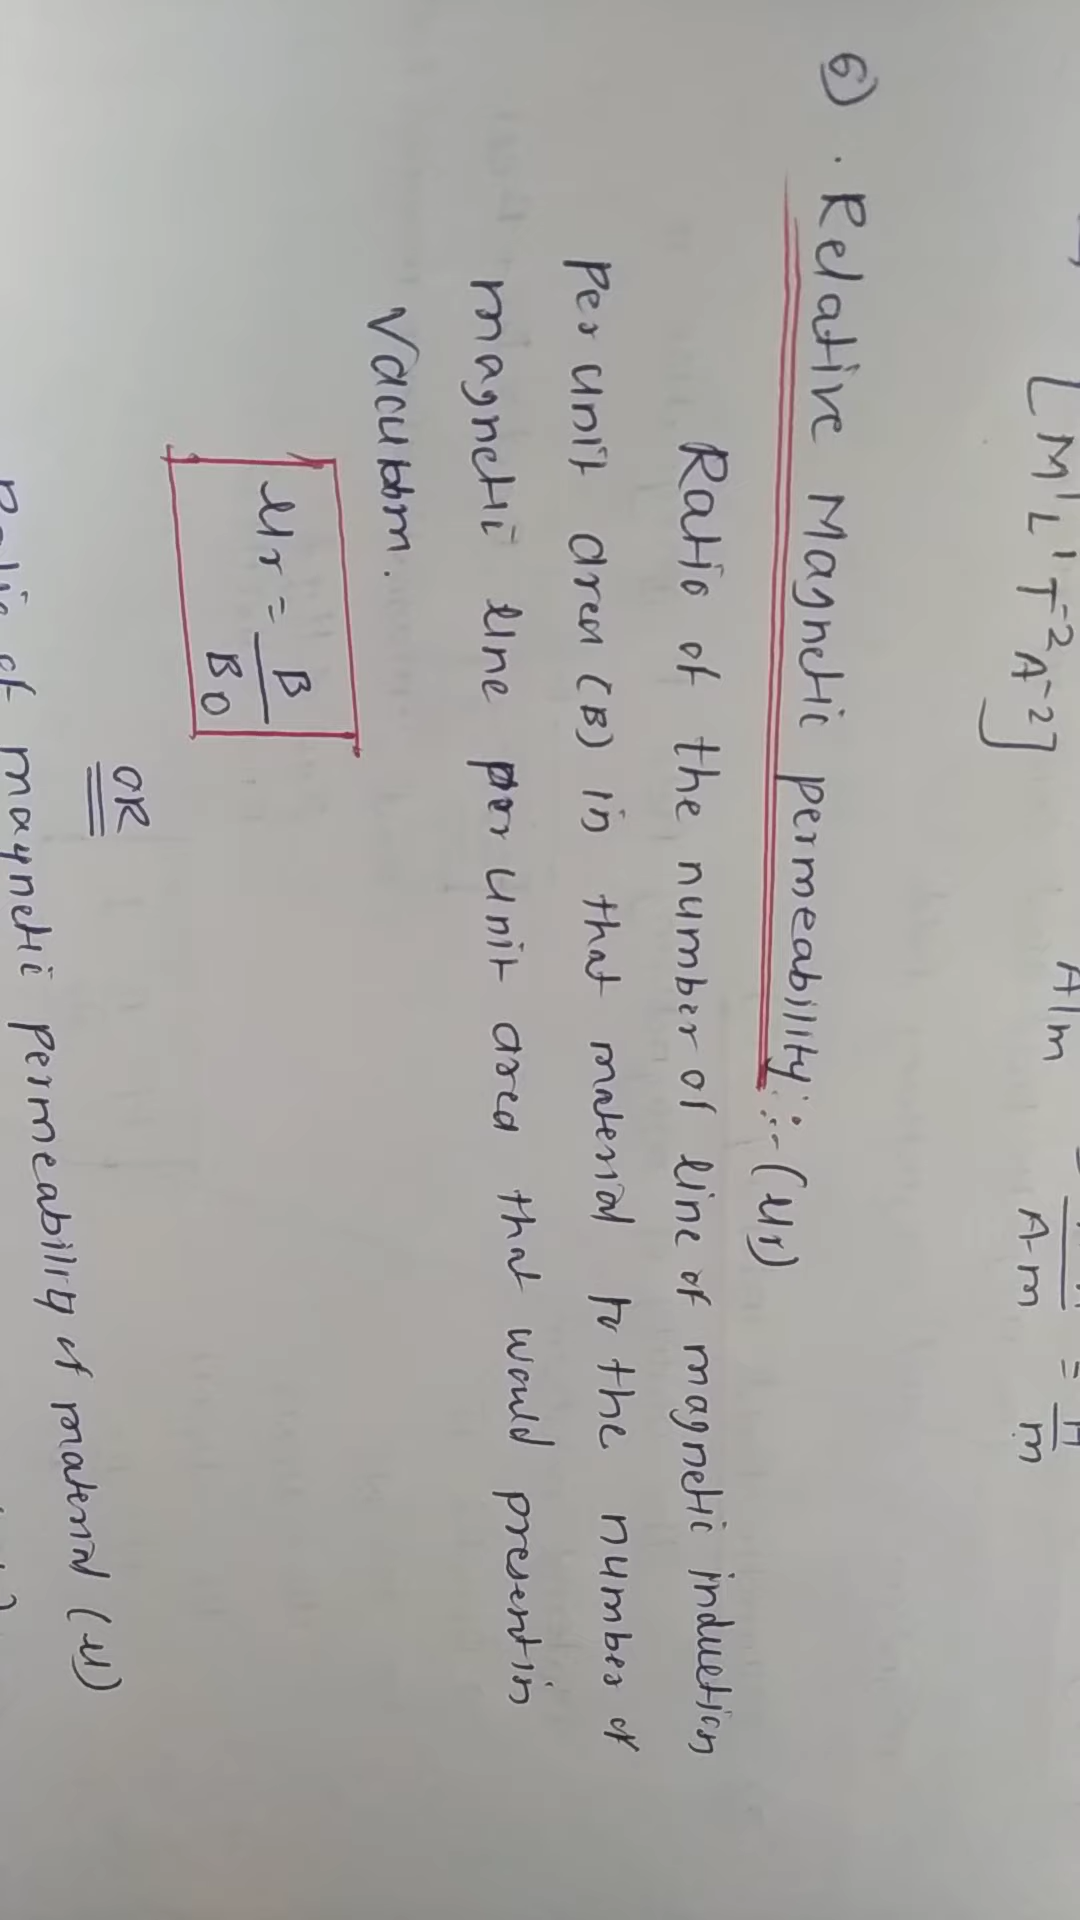 [M¹L¹T⁻²A⁻²]
A/m
A-m
=
m
6) . Relative Magnetic permeability :- (μr)
Ratio of the number of line of magnetic induction
per unit area (B) in that material to the number of
magnetic line per unit area that would present in
Vacuum.
μr = B
B0
OR
of magnetic permeability of material (μ)